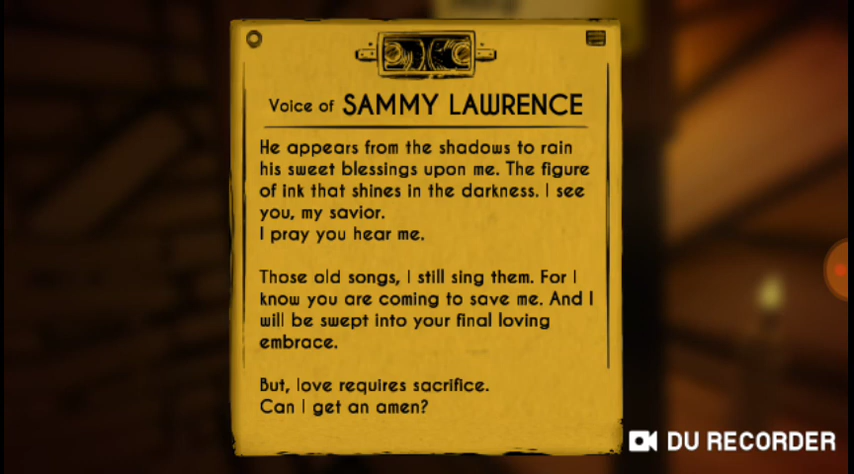 Voice of SAMMY LAWRENCE
He appears from the shadows to rain
his sweet blessings upon me. The figure
of ink that shines in the darkness. I see
you, my savior.
I pray you hear me.
Those old songs, I still sing them. For I
know you are coming to save me. And I
will be swept into your final loving
embrace.
But, love requires sacrifice.
Can I get an amen?
DU RECORDER